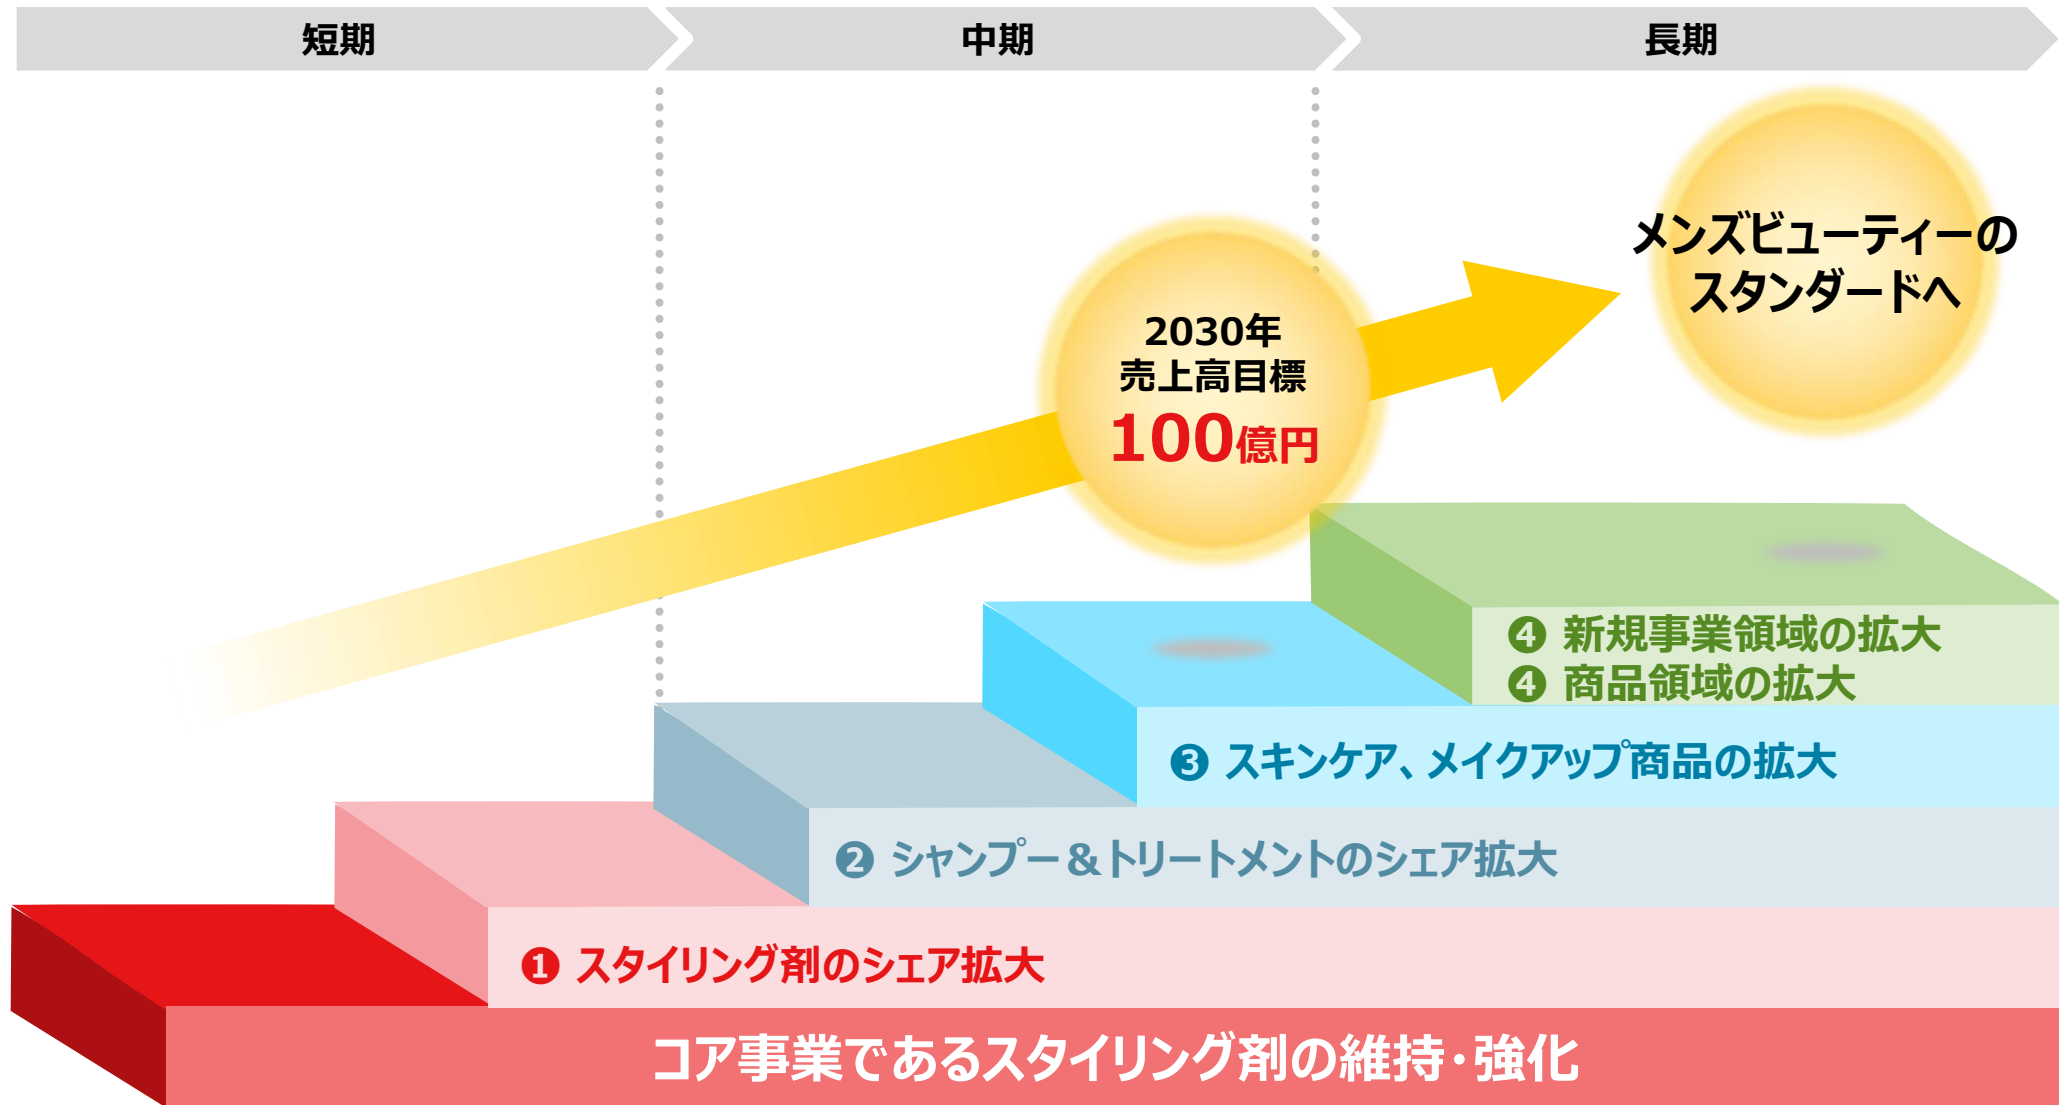 短期
中期
長期
メンズビューティーの
スタンダードへ
2030年
売上高目標
100億円
❹ 新規事業領域の拡大
❹ 商品領域の拡大
❸ スキンケア、メイクアップ商品の拡大
❷ シャンプー＆トリートメントのシェア拡大
❶ スタイリング剤のシェア拡大
コア事業であるスタイリング剤の維持・強化